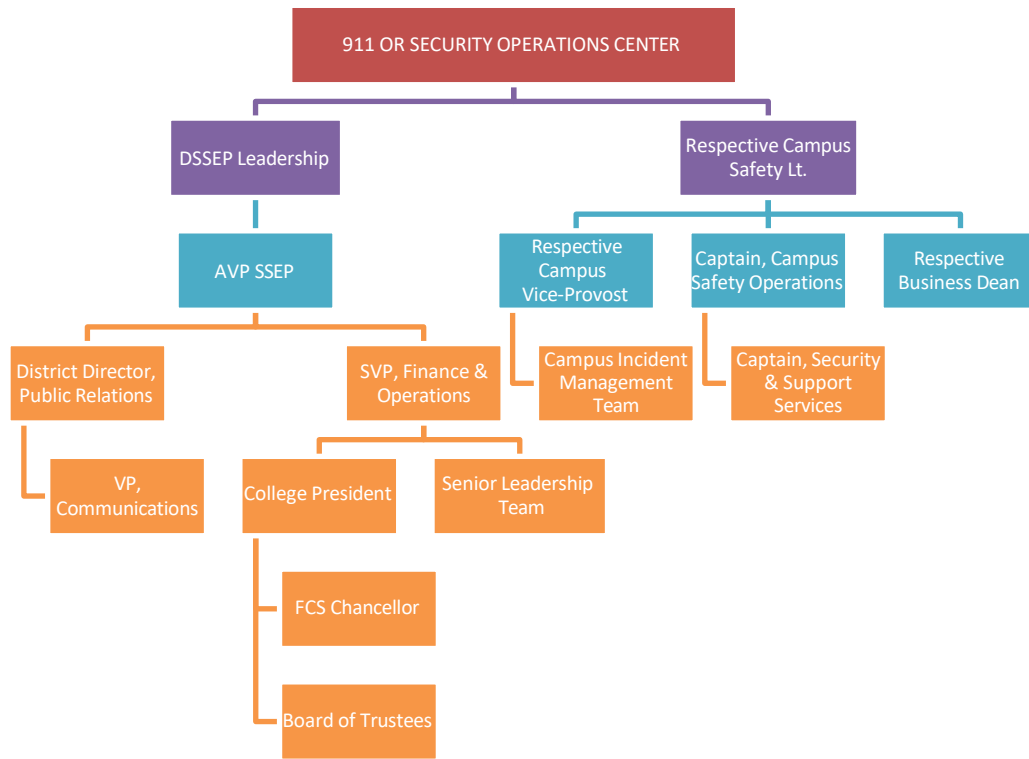 911 OR SECURITY OPERATIONS CENTER
DSSEP Leadership
Respective Campus
Safety Lt.
AVP SSEP
Respective
Campus
Vice-Provost
Captain, Campus
Safety Operations
Respective
Business Dean
District Director,
Public Relations
SVP, Finance &
Operations
Campus Incident
Management
Team
Captain, Security
& Support
Services
VP,
Communications
College President
Senior Leadership
Team
FCS Chancellor
Board of Trustees